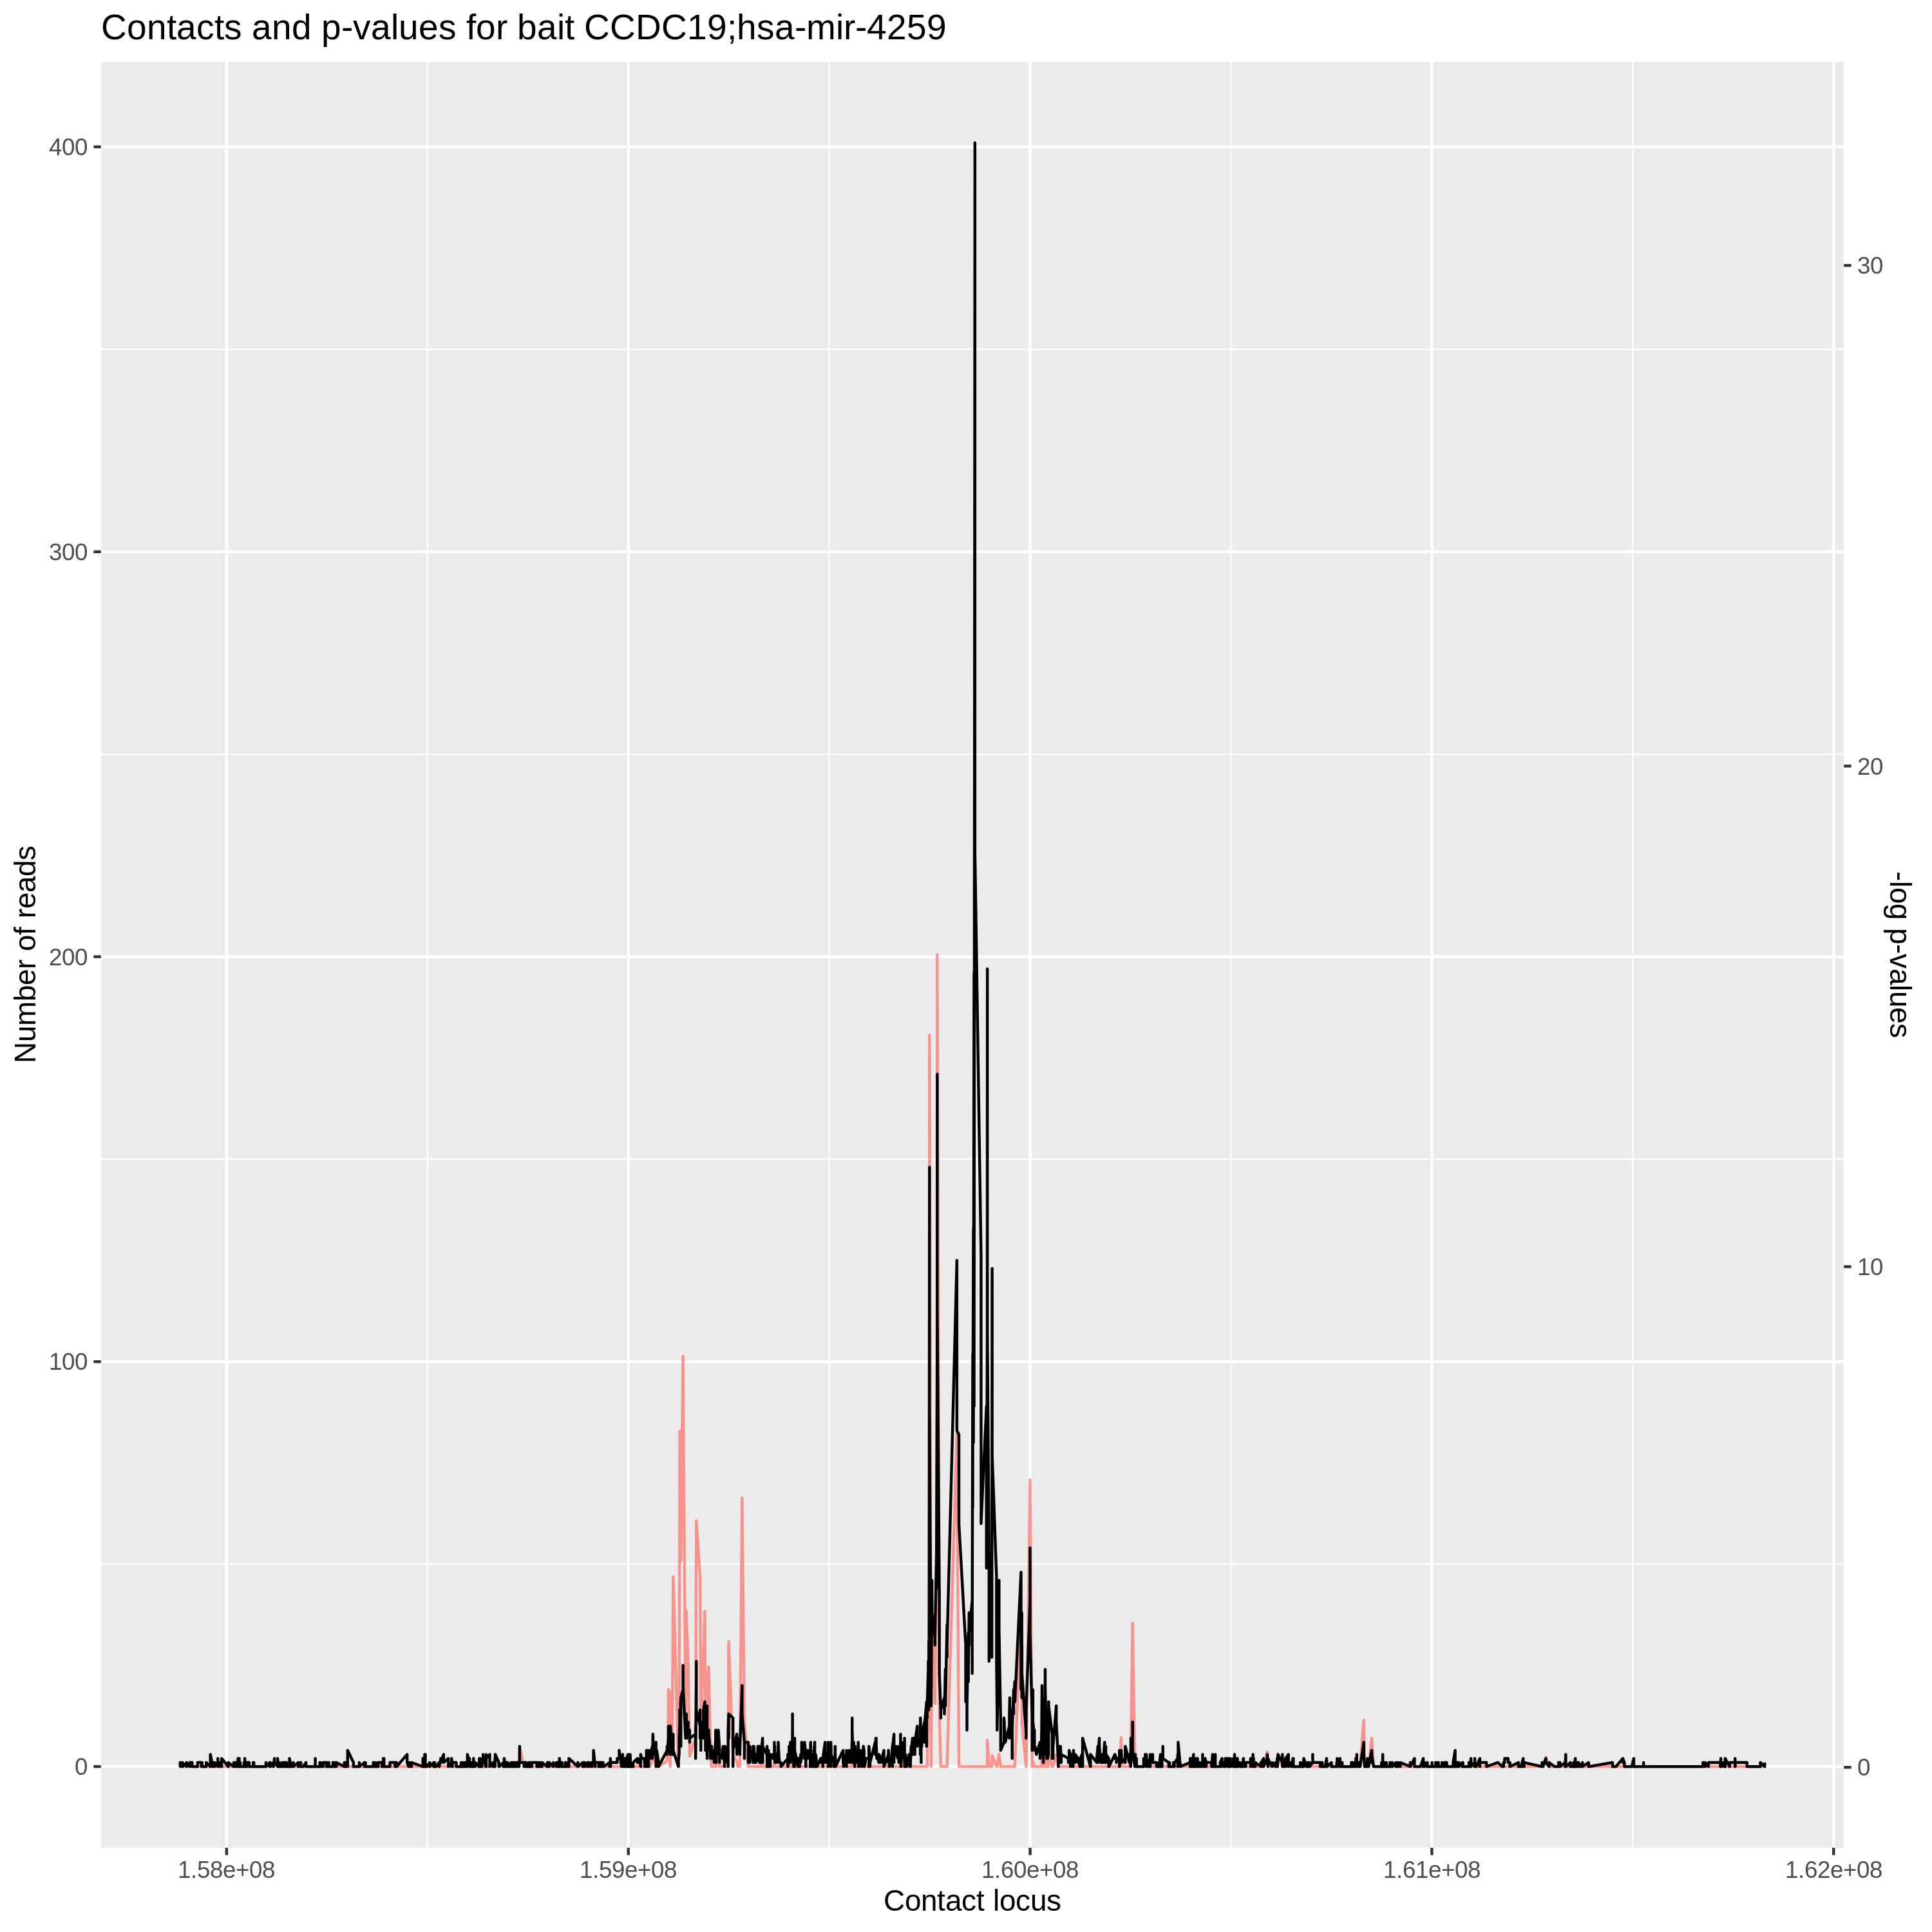 Contacts and p-values for bait CCDC19;hsa-mir-4259
400
300
200
100
0
Number of reads
30
20
10
0
-log p-values
1.58e+08 1.59e+08 1.60e+08 1.61e+08 1.62e+08
Contact locus